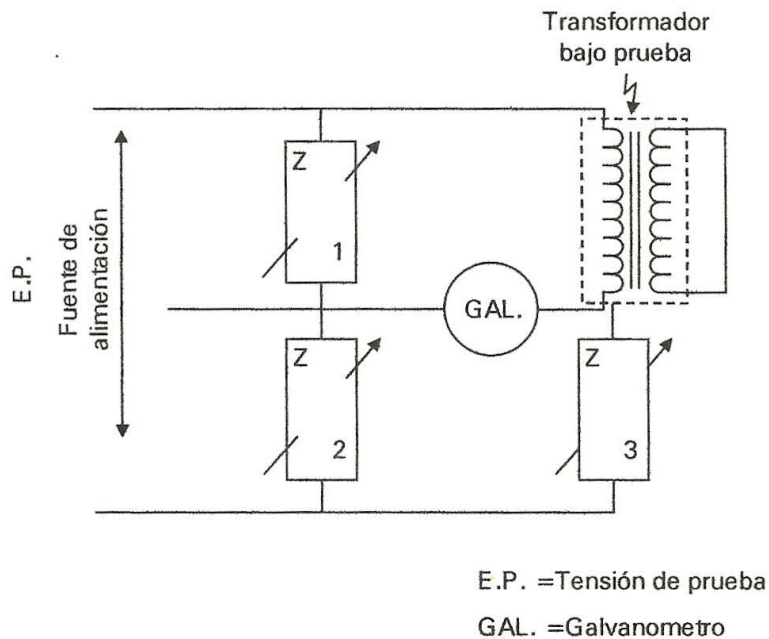 Transformador
bajo prueba
Z
1
E.P.
Fuente de
alimentación
GAL.
Z
2
Z
3
E.P. =Tensión de prueba
GAL. =Galvanometro